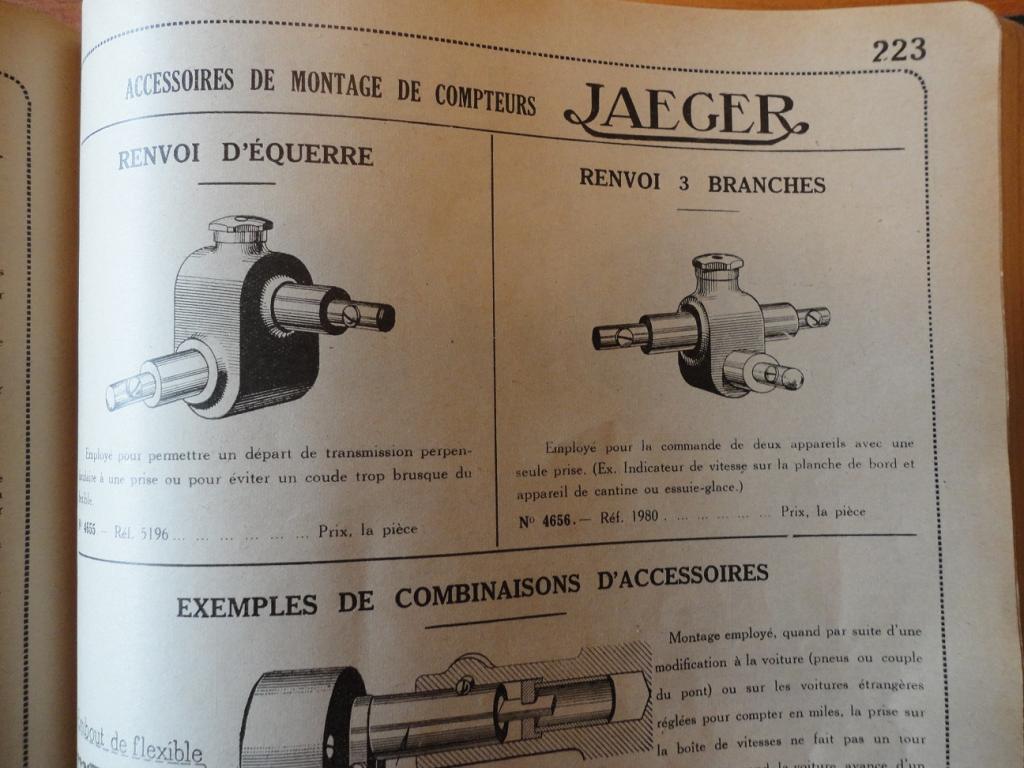 223
ACCESSOIRES DE MONTAGE DE COMPTEURS JAEGER
RENVOI D'ÉQUERRE
Employé pour permettre un départ de transmission perpen-
à une prise ou pour éviter un coude trop brusque du
Nº 4655 – Réf. 5196 ... ... ... ... ... ... Prix, la pièce
RENVOI 3 BRANCHES
Employé pour la commande de deux appareils avec une
seule prise. (Ex. Indicateur de vitesse sur la planche de bord et
appareil de cantine ou essuie-glace.)
Nº 4656. — Réf. 1980 . ... ... ... ... ... Prix, la pièce
EXEMPLES DE COMBINAISONS D'ACCESSOIRES
Montage employé, quand par suite d'une
modification à la voiture (pneus ou couple
du pont) ou sur les voitures étrangères
réglées pour compter en miles, la prise sur
la boîte de vitesses ne fait pas un tour
la voiture avance d'un
de flexible